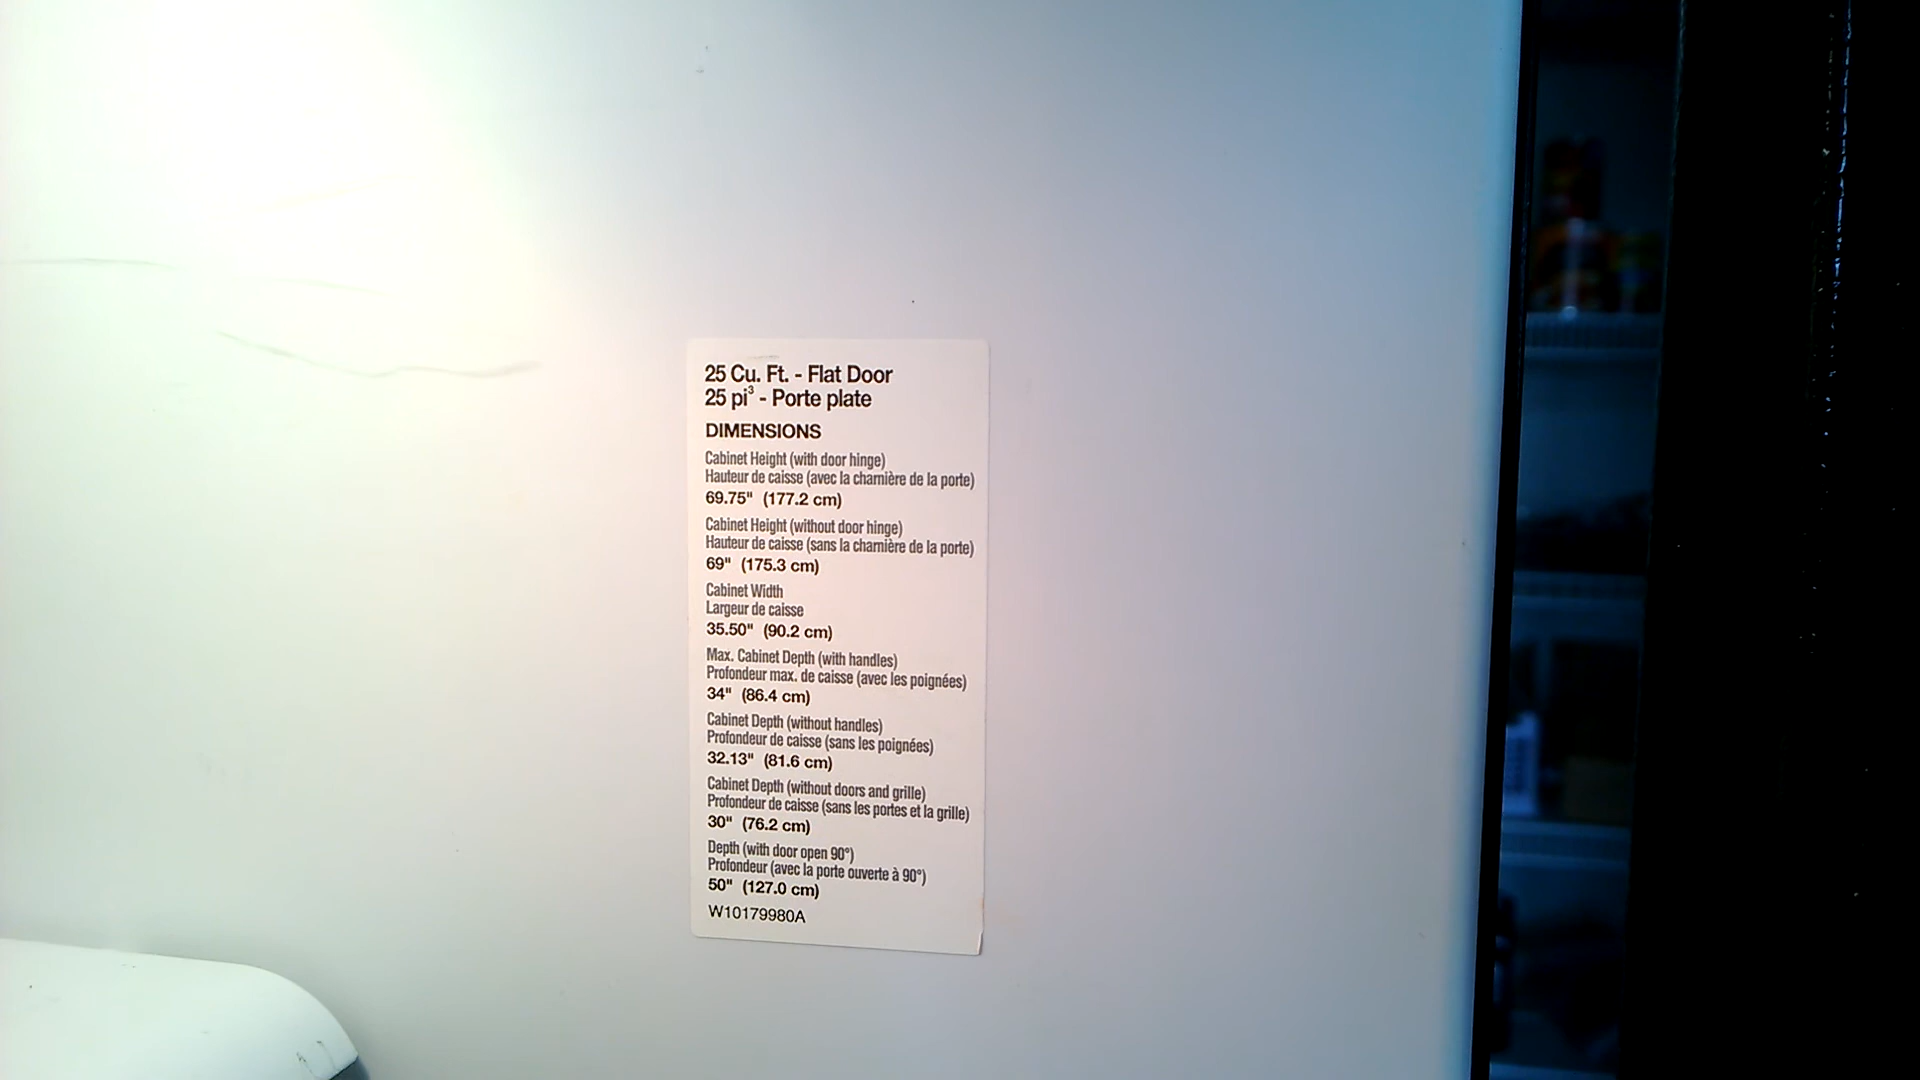 25 Cu. Ft. - Flat Door
25 pi³ - Porte plate
DIMENSIONS
Cabinet Height (with door hinge)
Hauteur de caisse (avec la charnière de la porte)
69.75" (177.2 cm)
Cabinet Height (without door hinge)
Hauteur de caisse (sans la charnière de la porte)
69" (175.3 cm)
Cabinet Width
Largeur de caisse
35.50" (90.2 cm)
Max. Cabinet Depth (with handles)
Profondeur max. de caisse (avec les poignées)
34" (86.4 cm)
Cabinet Depth (without handles)
Profondeur de caisse (sans les poignées)
32.13" (81.6 cm)
Cabinet Depth (without doors and grille)
Profondeur de caisse (sans les portes et la grille)
30" (76.2 cm)
Depth (with door open 90°)
Profondeur (avec la porte ouverte à 90°)
50" (127.0 cm)
W10179980A